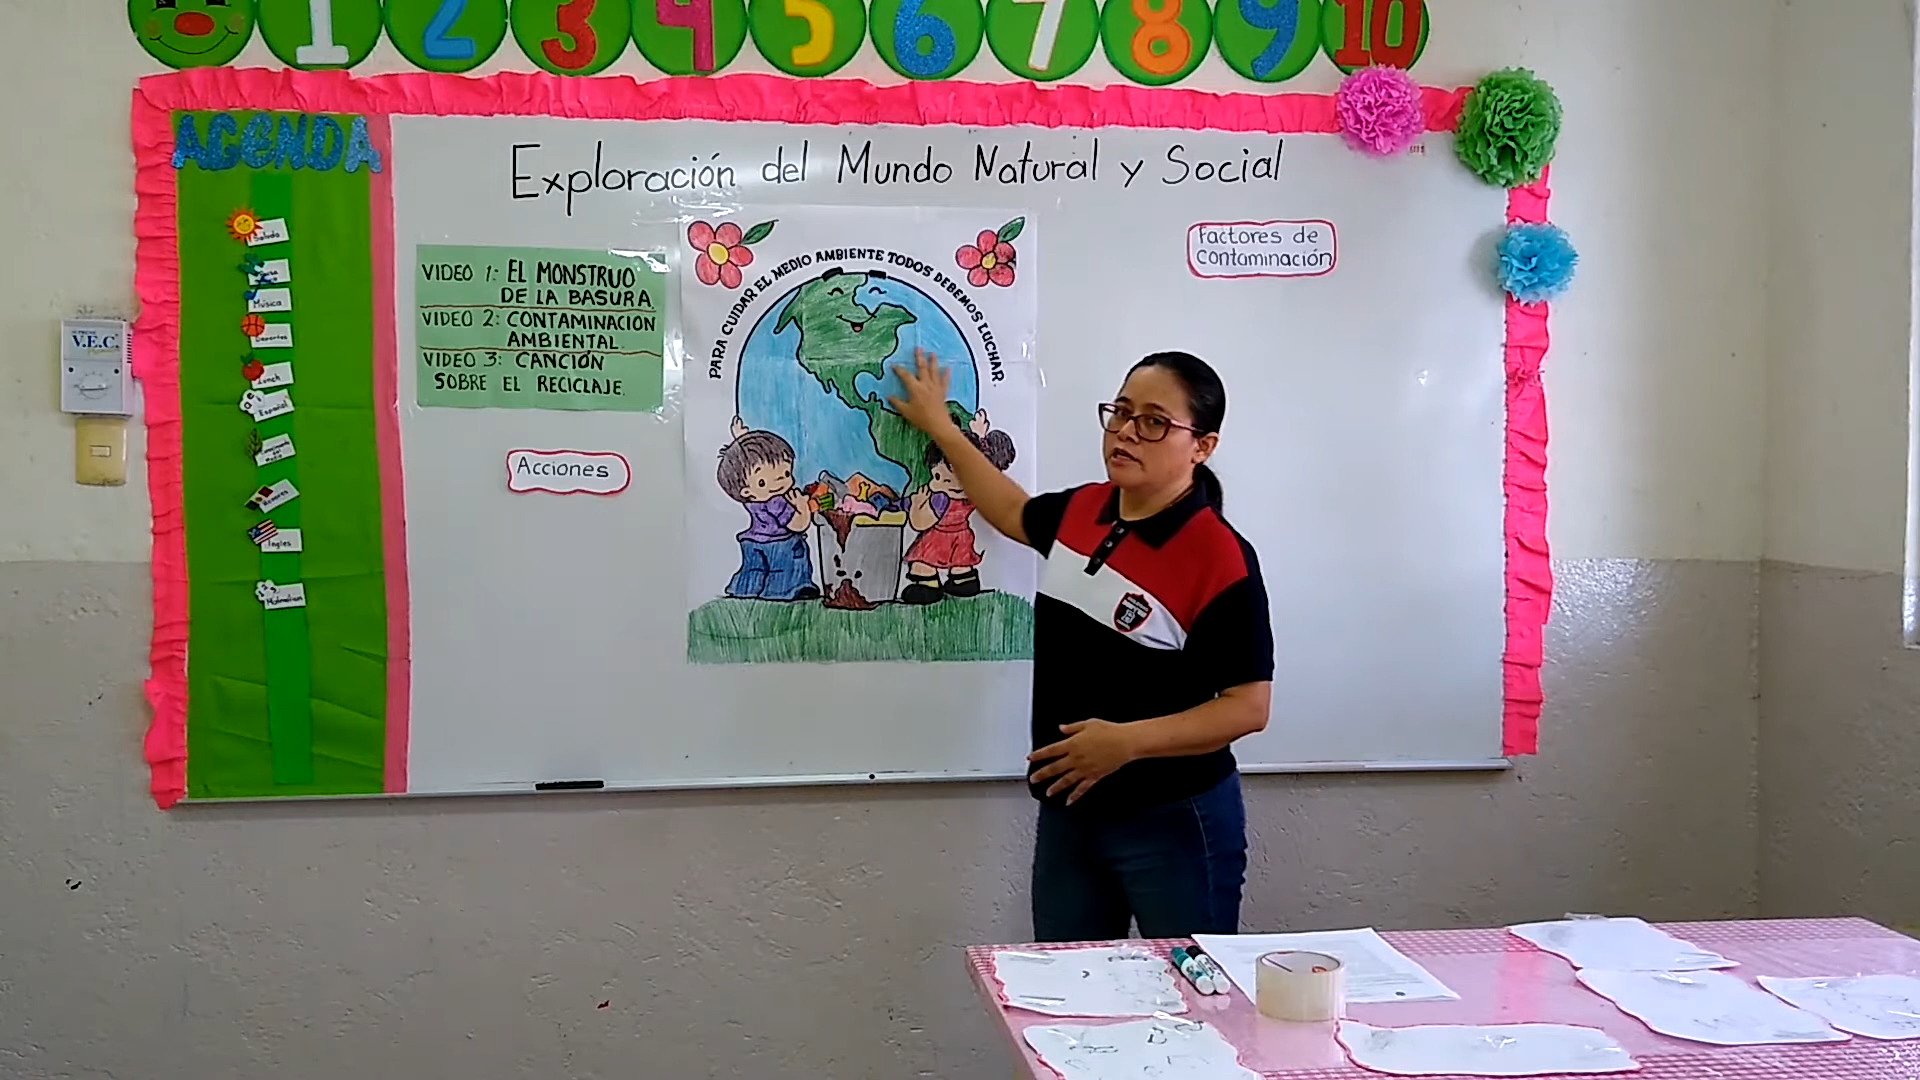 1 2 3 4 5 6 7 8 9 10
AGENDA
Saludo
Música
Deportes
Lunch
Español
Honores
Ingles
V.E.C.
Exploración del Mundo Natural y Social
VIDEO 1: EL MONSTRUO
DE LA BASURA
VIDEO 2: CONTAMINACION
AMBIENTAL.
VIDEO 3: CANCIÓN
SOBRE EL RECICLAJE.
Acciones
PARA CUIDAR EL MEDIO AMBIENTE TODOS DEBEMOS LUCHAR.
Factores de
contaminación